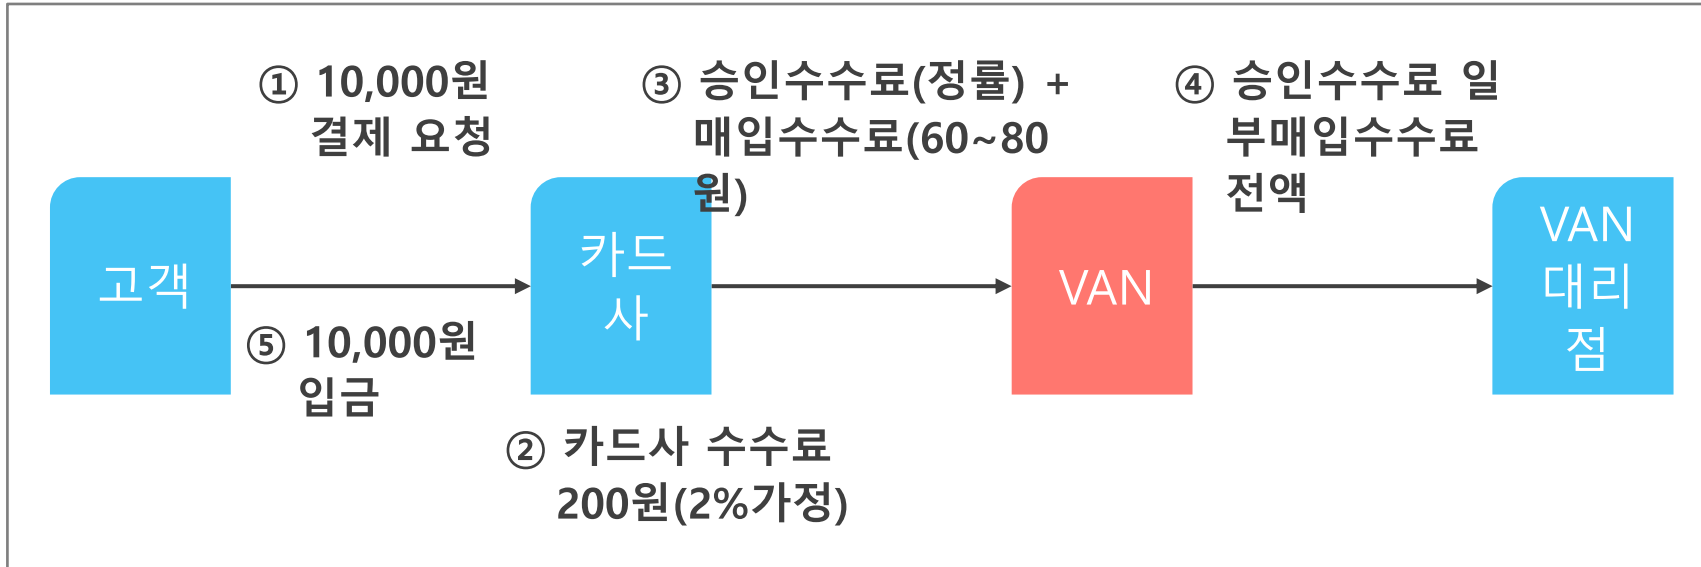 ① 10,000원
결제 요청
③ 승인수수료(정률) +
매입수수료(60~80
원)
④ 승인수수료 일
부매입수수료
전액
고객
카드
사
VAN
VAN
대리
점
⑤ 10,000원
입금
② 카드사 수수료
200원(2%가정)